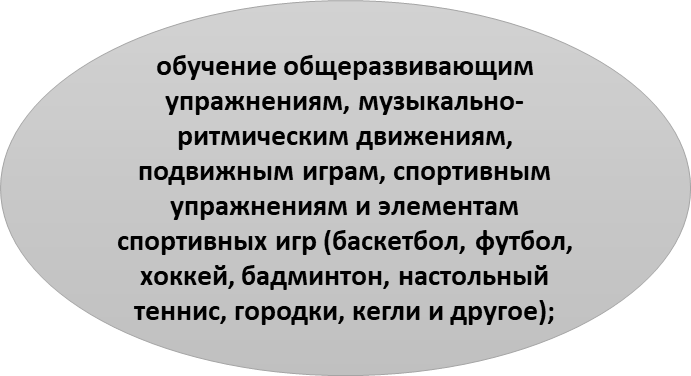 обучение общеразвивающим
упражнениям, музыкально-
ритмическим движениям,
подвижным играм, спортивным
упражнениям и элементам
спортивных игр (баскетбол, футбол,
хоккей, бадминтон, настольный
теннис, городки, кегли и другое);